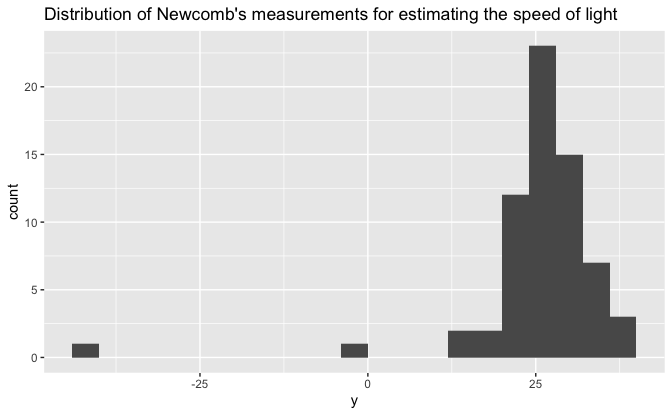 Distribution of Newcomb's measurements for estimating the speed of light
20
15
10
5
0
count
-25 0 25
y